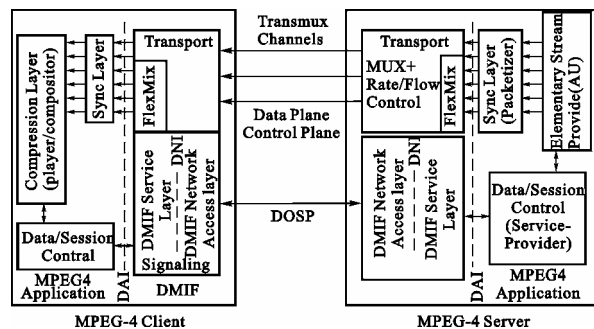 Compression Layer
(player/compositor)
Sync Layer
Transport
FlexMix
DMIF Service
Layer
DNI
DMIF Network
Access layer
Signaling
Data/Session
Contral
MPEG4
Application
DAI
DMIF
MPEG-4 Client
Transmux
Channels
Data Plane
Control Plane
DOSP
Transport
MUX+
Rate/Flow
Control
FlexMix
Sync Layer
(Packetizer)
Elementary Stream
Provide(AU)
DMIF Network
Access layer
DNI
DMIF Service
Layer
Data/Session
Control
(Service-
Provider)
DAI
MPEG4
Application
MPEG-4 Server